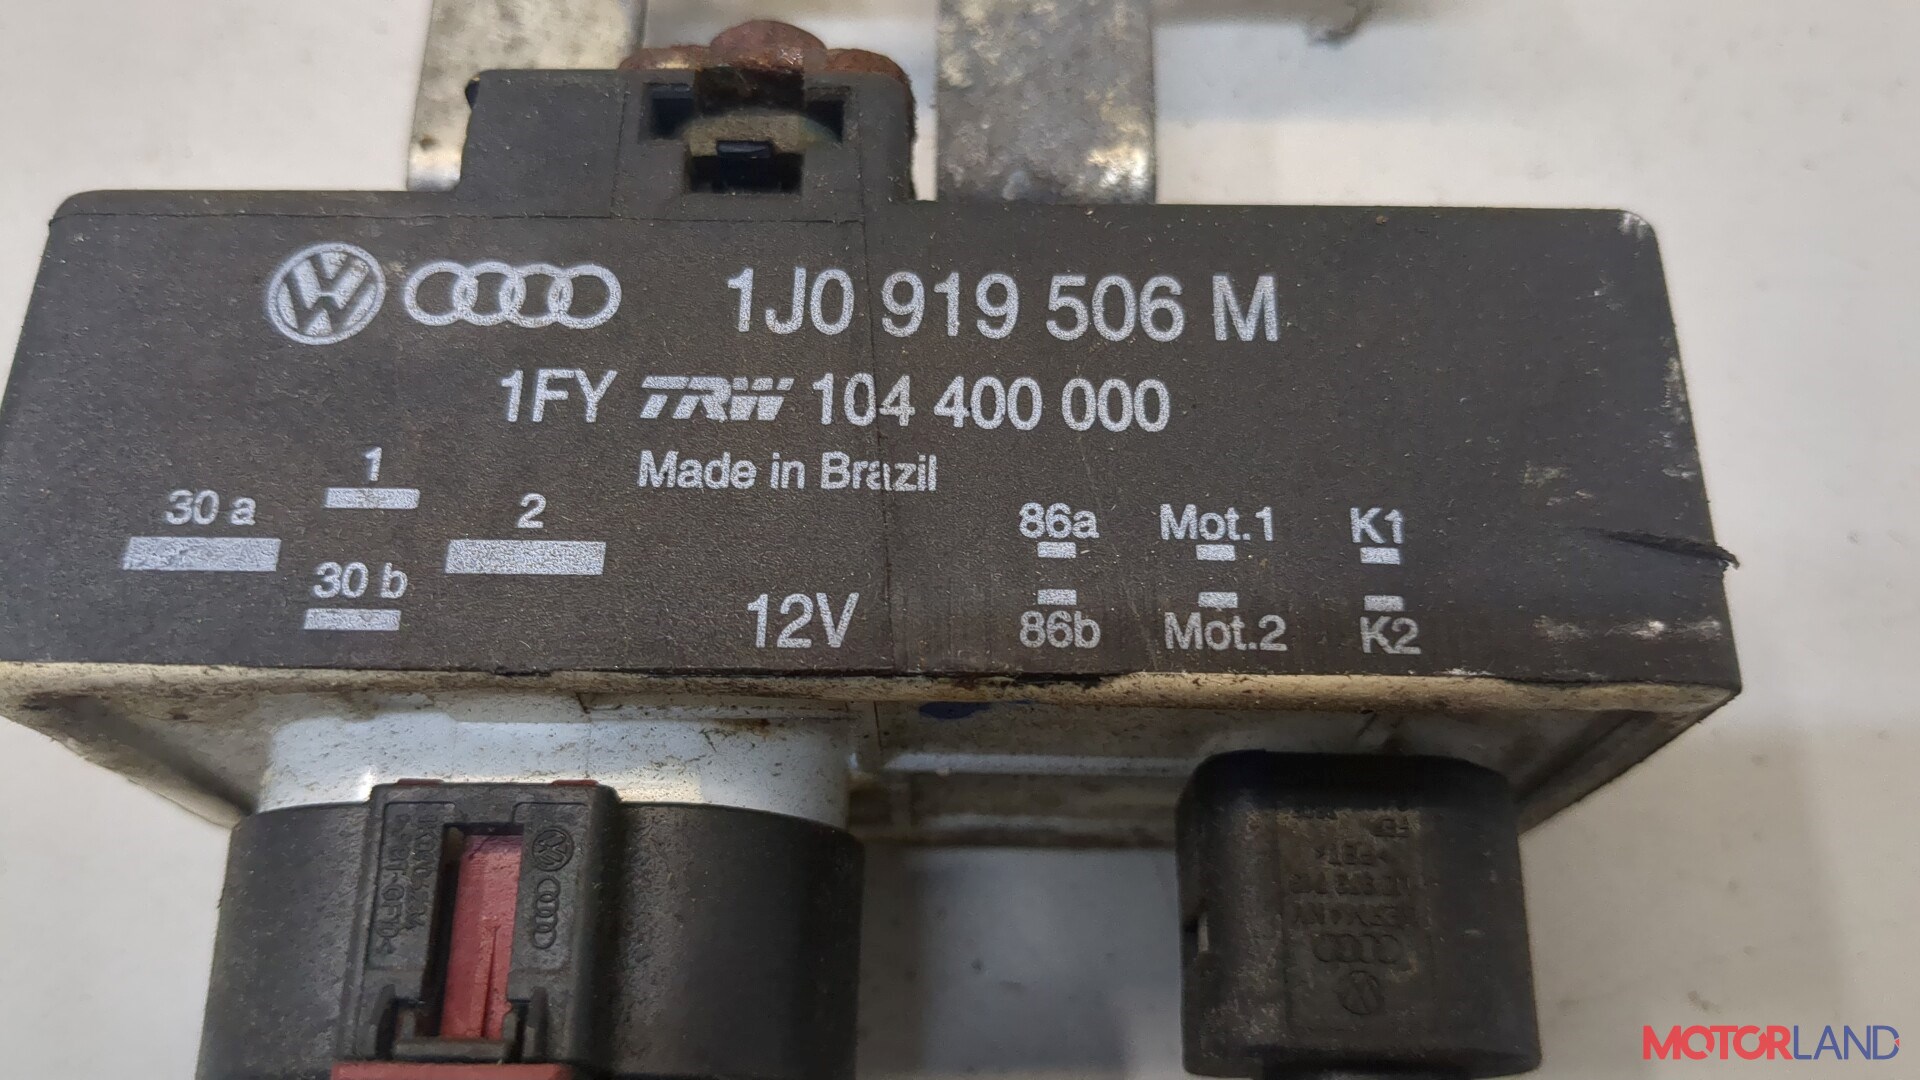 1J0 919 506 M
1FY TRW 104 400 000
Made in Brazil
30 a
1
2
30 b
12V
86a
Mot.1
K1
86b
Mot.2
K2
MOTORLAND